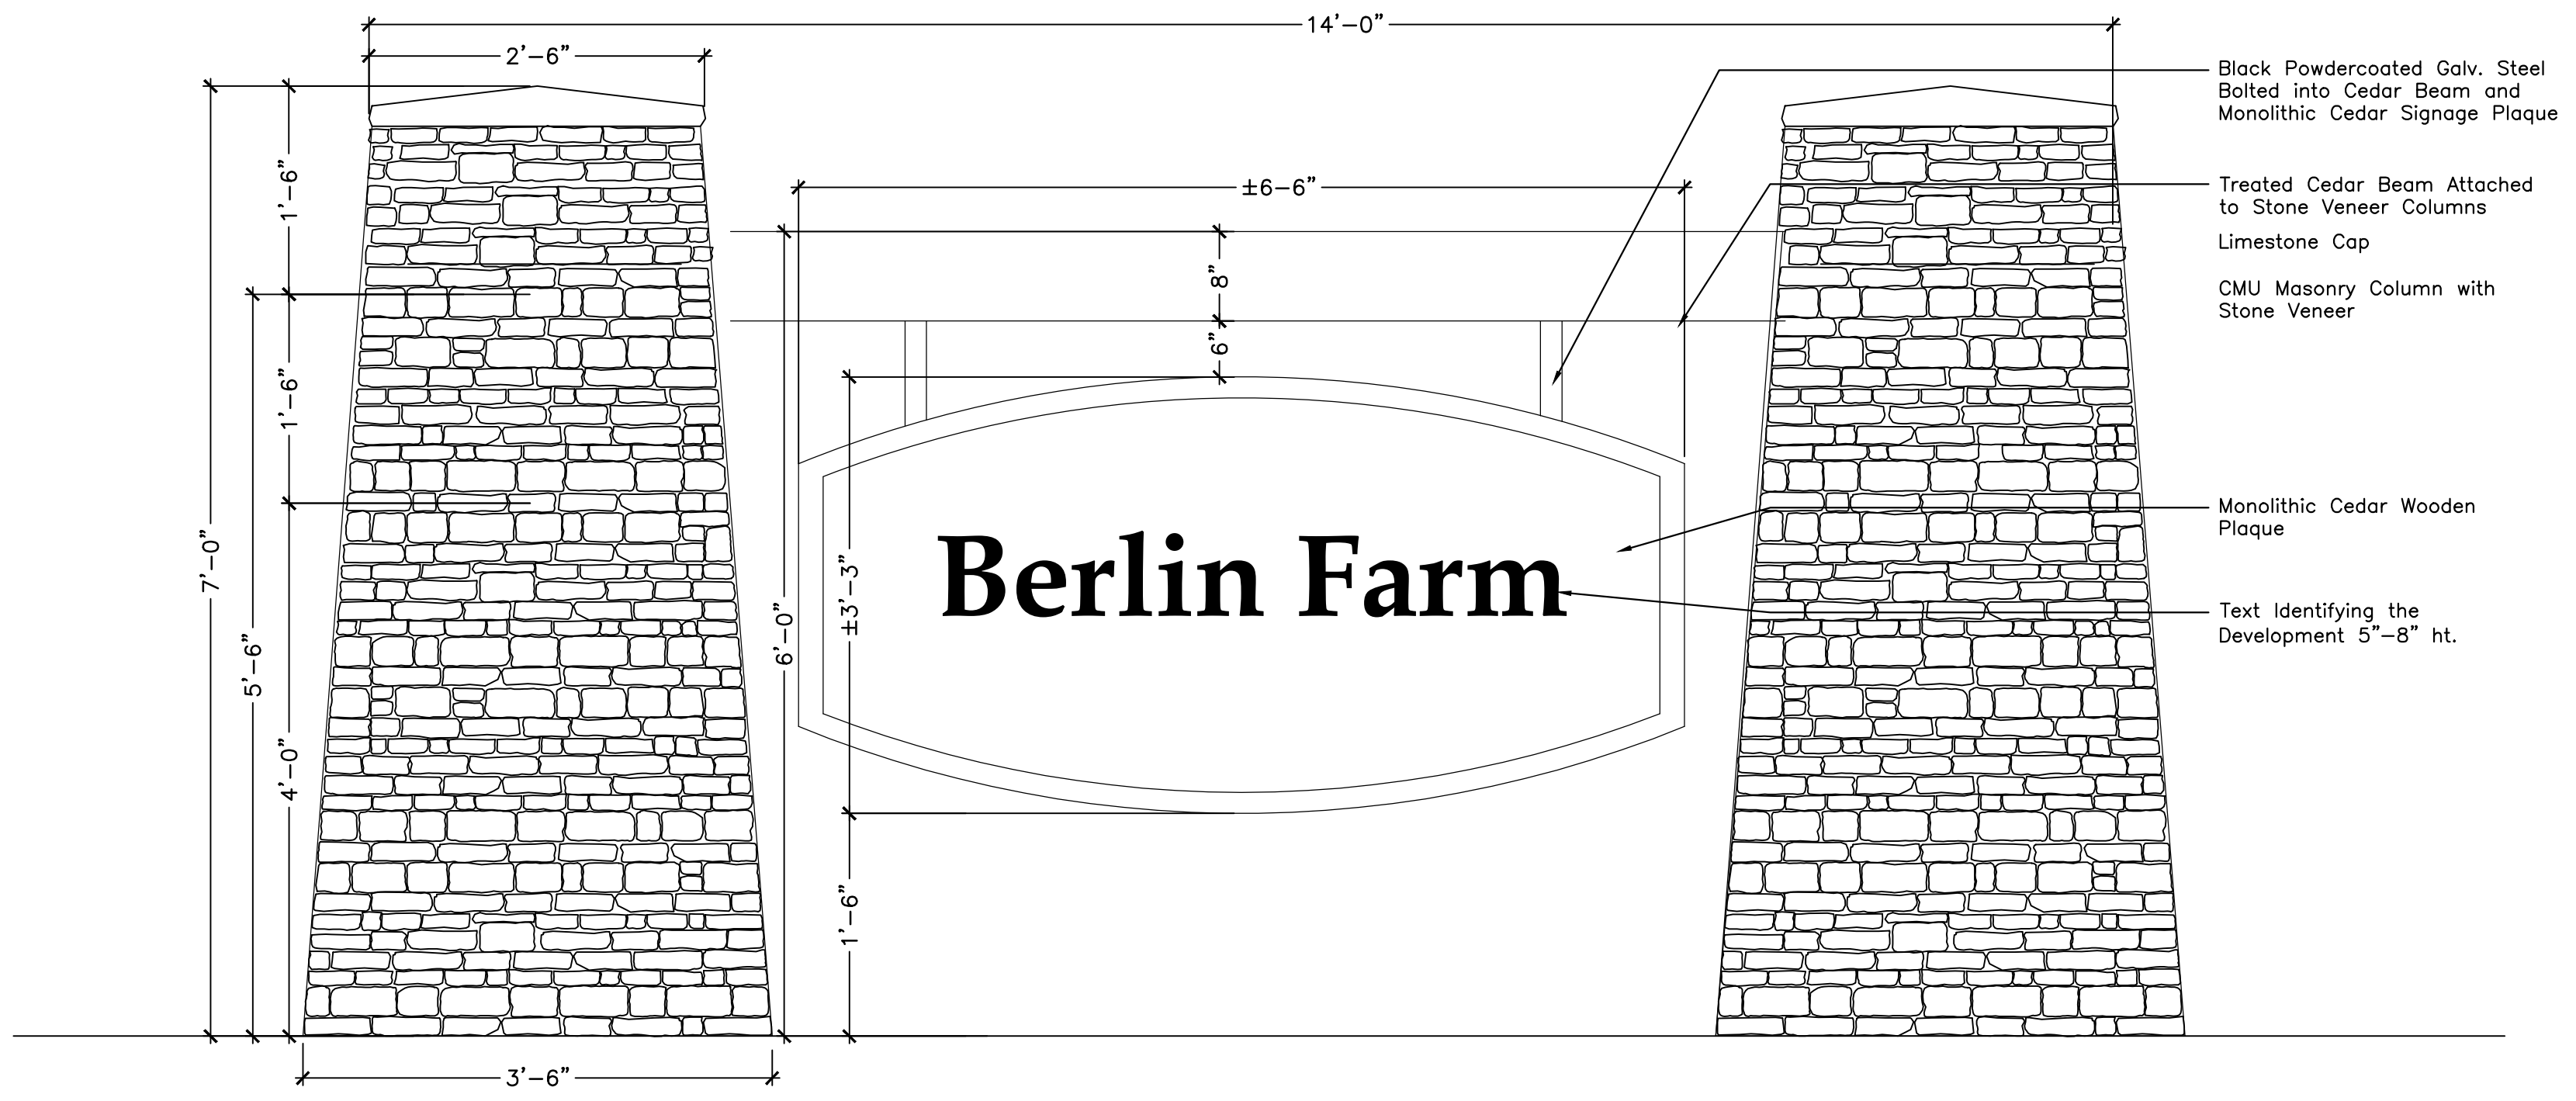 14'-0"
2'-6"
Black Powdercoated Galv. Steel
Bolted into Cedar Beam and
Monolithic Cedar Signage Plaque
1'-6"
±6-6"
Treated Cedar Beam Attached
to Stone Veneer Columns
Limestone Cap
8"
CMU Masonry Column with
Stone Veneer
6"
1'-6"
Monolithic Cedar Wooden
Plaque
7'-0"
Berlin Farm
±3'-3"
6'-0"
Text Identifying the
Development 5"-8" ht.
5'-6"
4'-0"
1'-6"
3'-6"